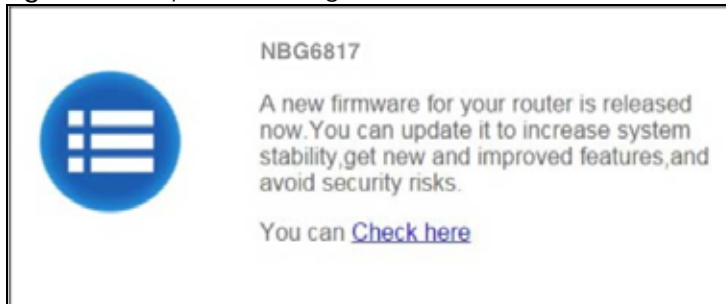 NBG6817
A new firmware for your router is released
now.You can update it to increase system
stability,get new and improved features,and
avoid security risks.
You can Check here